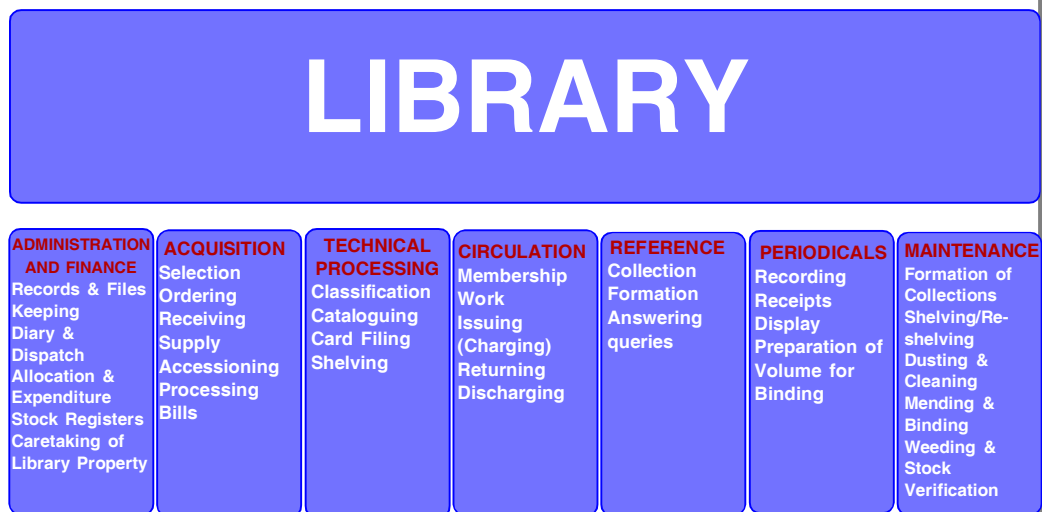 LIBRARY
ADMINISTRATION
AND FINANCE
Records & Files
Keeping
Diary &
Dispatch
Allocation &
Expenditure
Stock Registers
Caretaking of
Library Property
ACQUISITION
Selection
Ordering
Receiving
Supply
Accessioning
Processing
Bills
TECHNICAL
PROCESSING
Classification
Cataloguing
Card Filing
Shelving
CIRCULATION
Membership
Work
Issuing
(Charging)
Returning
Discharging
REFERENCE
Collection
Formation
Answering
queries
PERIODICALS
Recording
Receipts
Display
Preparation of
Volume for
Binding
MAINTENANCE
Formation of
Collections
Shelving/Re-
shelving
Dusting &
Cleaning
Mending &
Binding
Weeding &
Stock
Verification